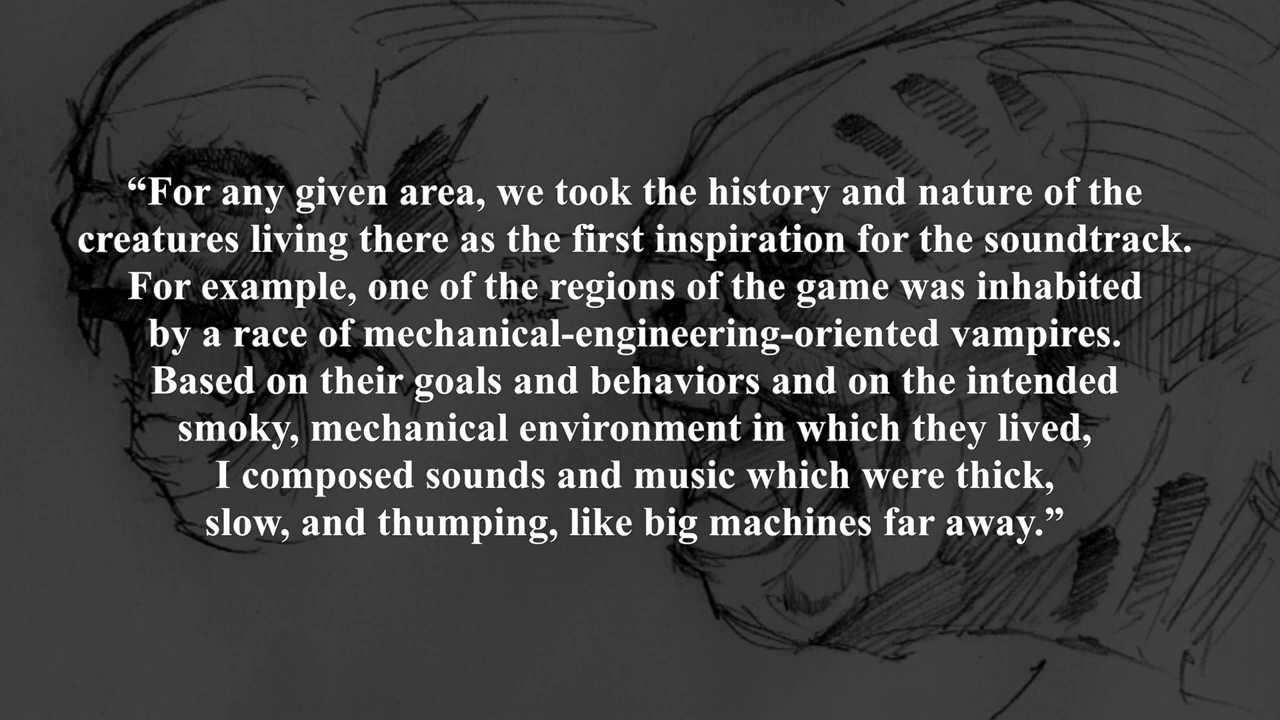 “For any given area, we took the history and nature of the
creatures living there as the first inspiration for the soundtrack.
For example, one of the regions of the game was inhabited
by a race of mechanical-engineering-oriented vampires.
Based on their goals and behaviors and on the intended
smoky, mechanical environment in which they lived,
I composed sounds and music which were thick,
slow, and thumping, like big machines far away.”